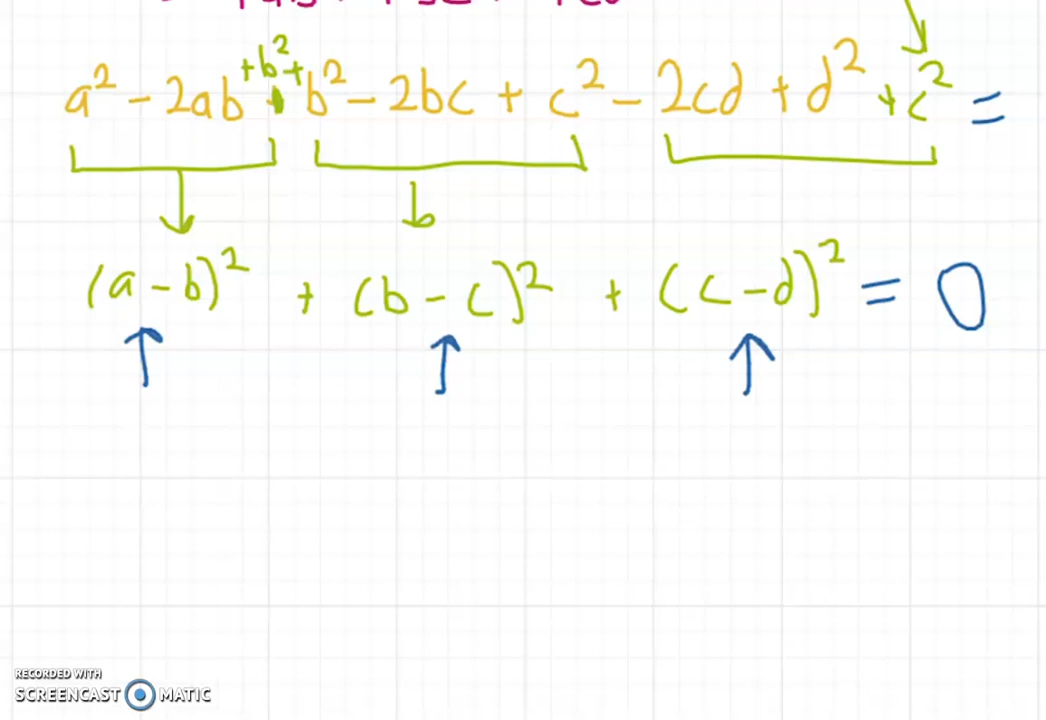 a² - 2ab +b²+ b² - 2bc + c² - 2cd + d² + c² =
(a - b)² + (b - c)² + (c - d)² = 0
RECORDED WITH
SCREENCAST MATIC